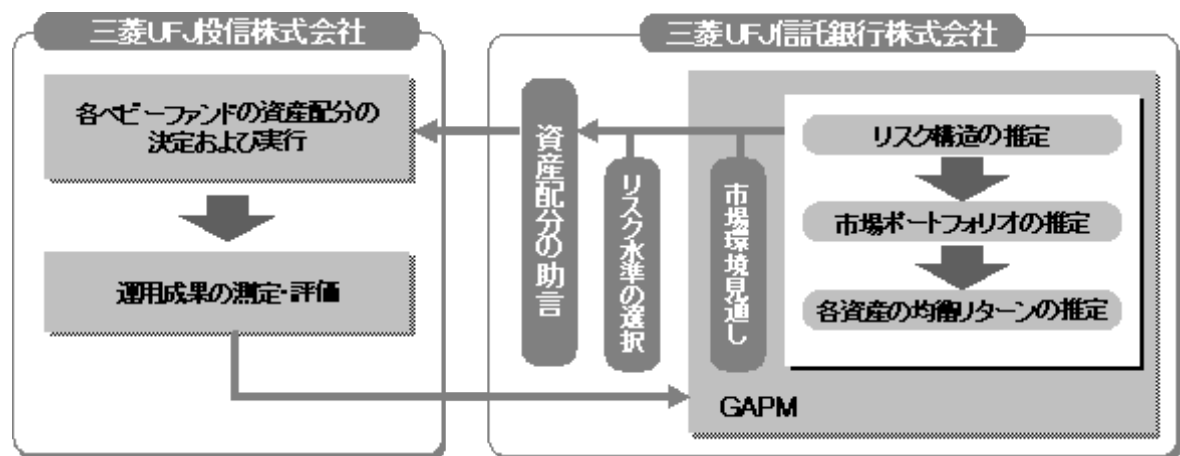 三菱UFJ投信株式会社
各ベビーファンドの資産配分の
決定および実行
運用成果の測定・評価
三菱UFJ信託銀行株式会社
資産配分の助言
リスク水準の選択
市場環境見通し
リスク構造の推定
市場ポートフォリオの推定
各資産の均衡リターンの推定
GAPM